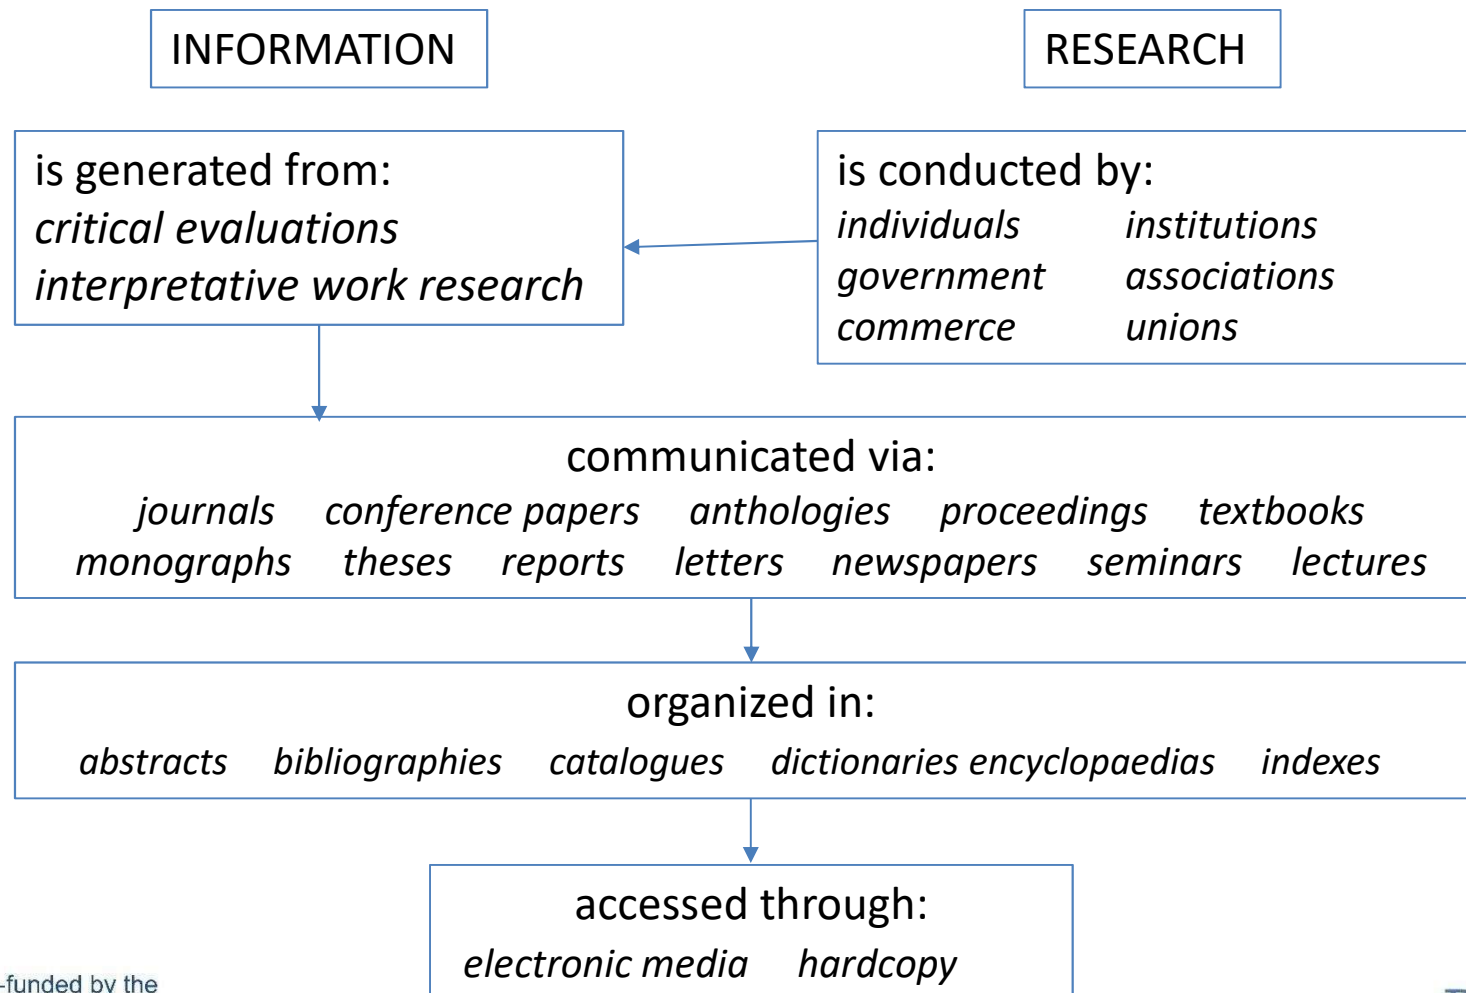 INFORMATION
RESEARCH
is generated from:
critical evaluations
interpretative work research
is conducted by:
individuals institutions
government associations
commerce unions
communicated via:
journals conference papers anthologies proceedings textbooks
monographs theses reports letters newspapers seminars lectures
organized in:
abstracts bibliographies catalogues dictionaries encyclopaedias indexes
accessed through:
electronic media hardcopy
-funded by the